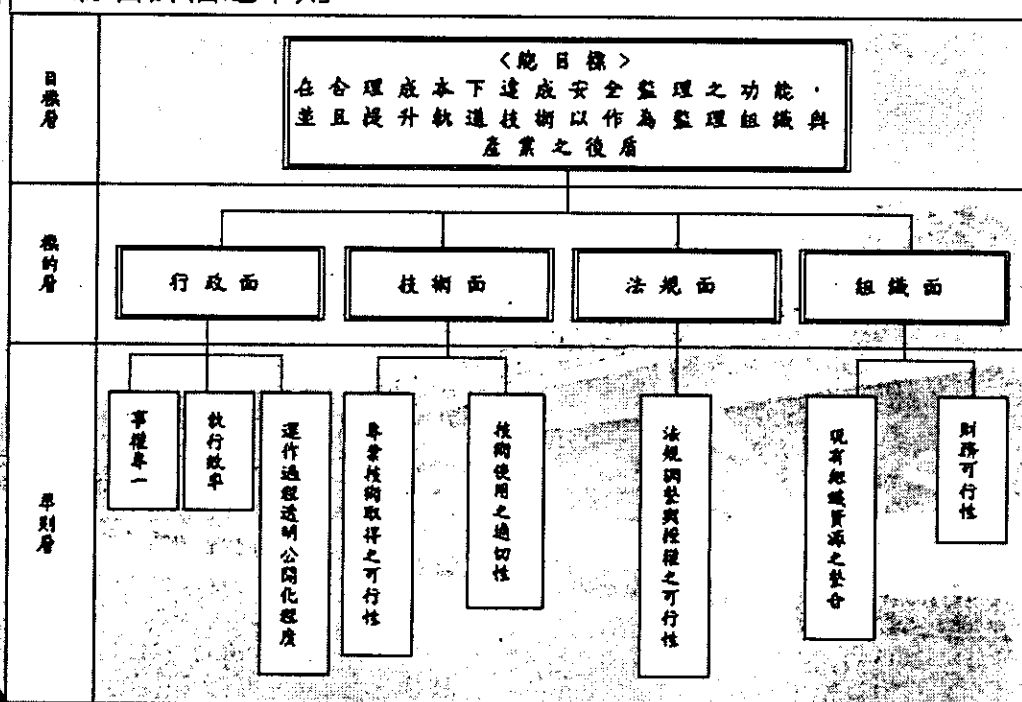 目標層
<總目標>
在合理成本下達成安全監理之功能，
並且提升軌道技術以作為監理組織與
產業之後盾
標的層
行政面
技術面
法規面
組織面
準則層
事權專一
執行效率
運作過程透明公開化程度
專業技術取得之可行性
技術使用之適切性
法規調整與授權之可行性
現有組織資源之整合
財務可行性